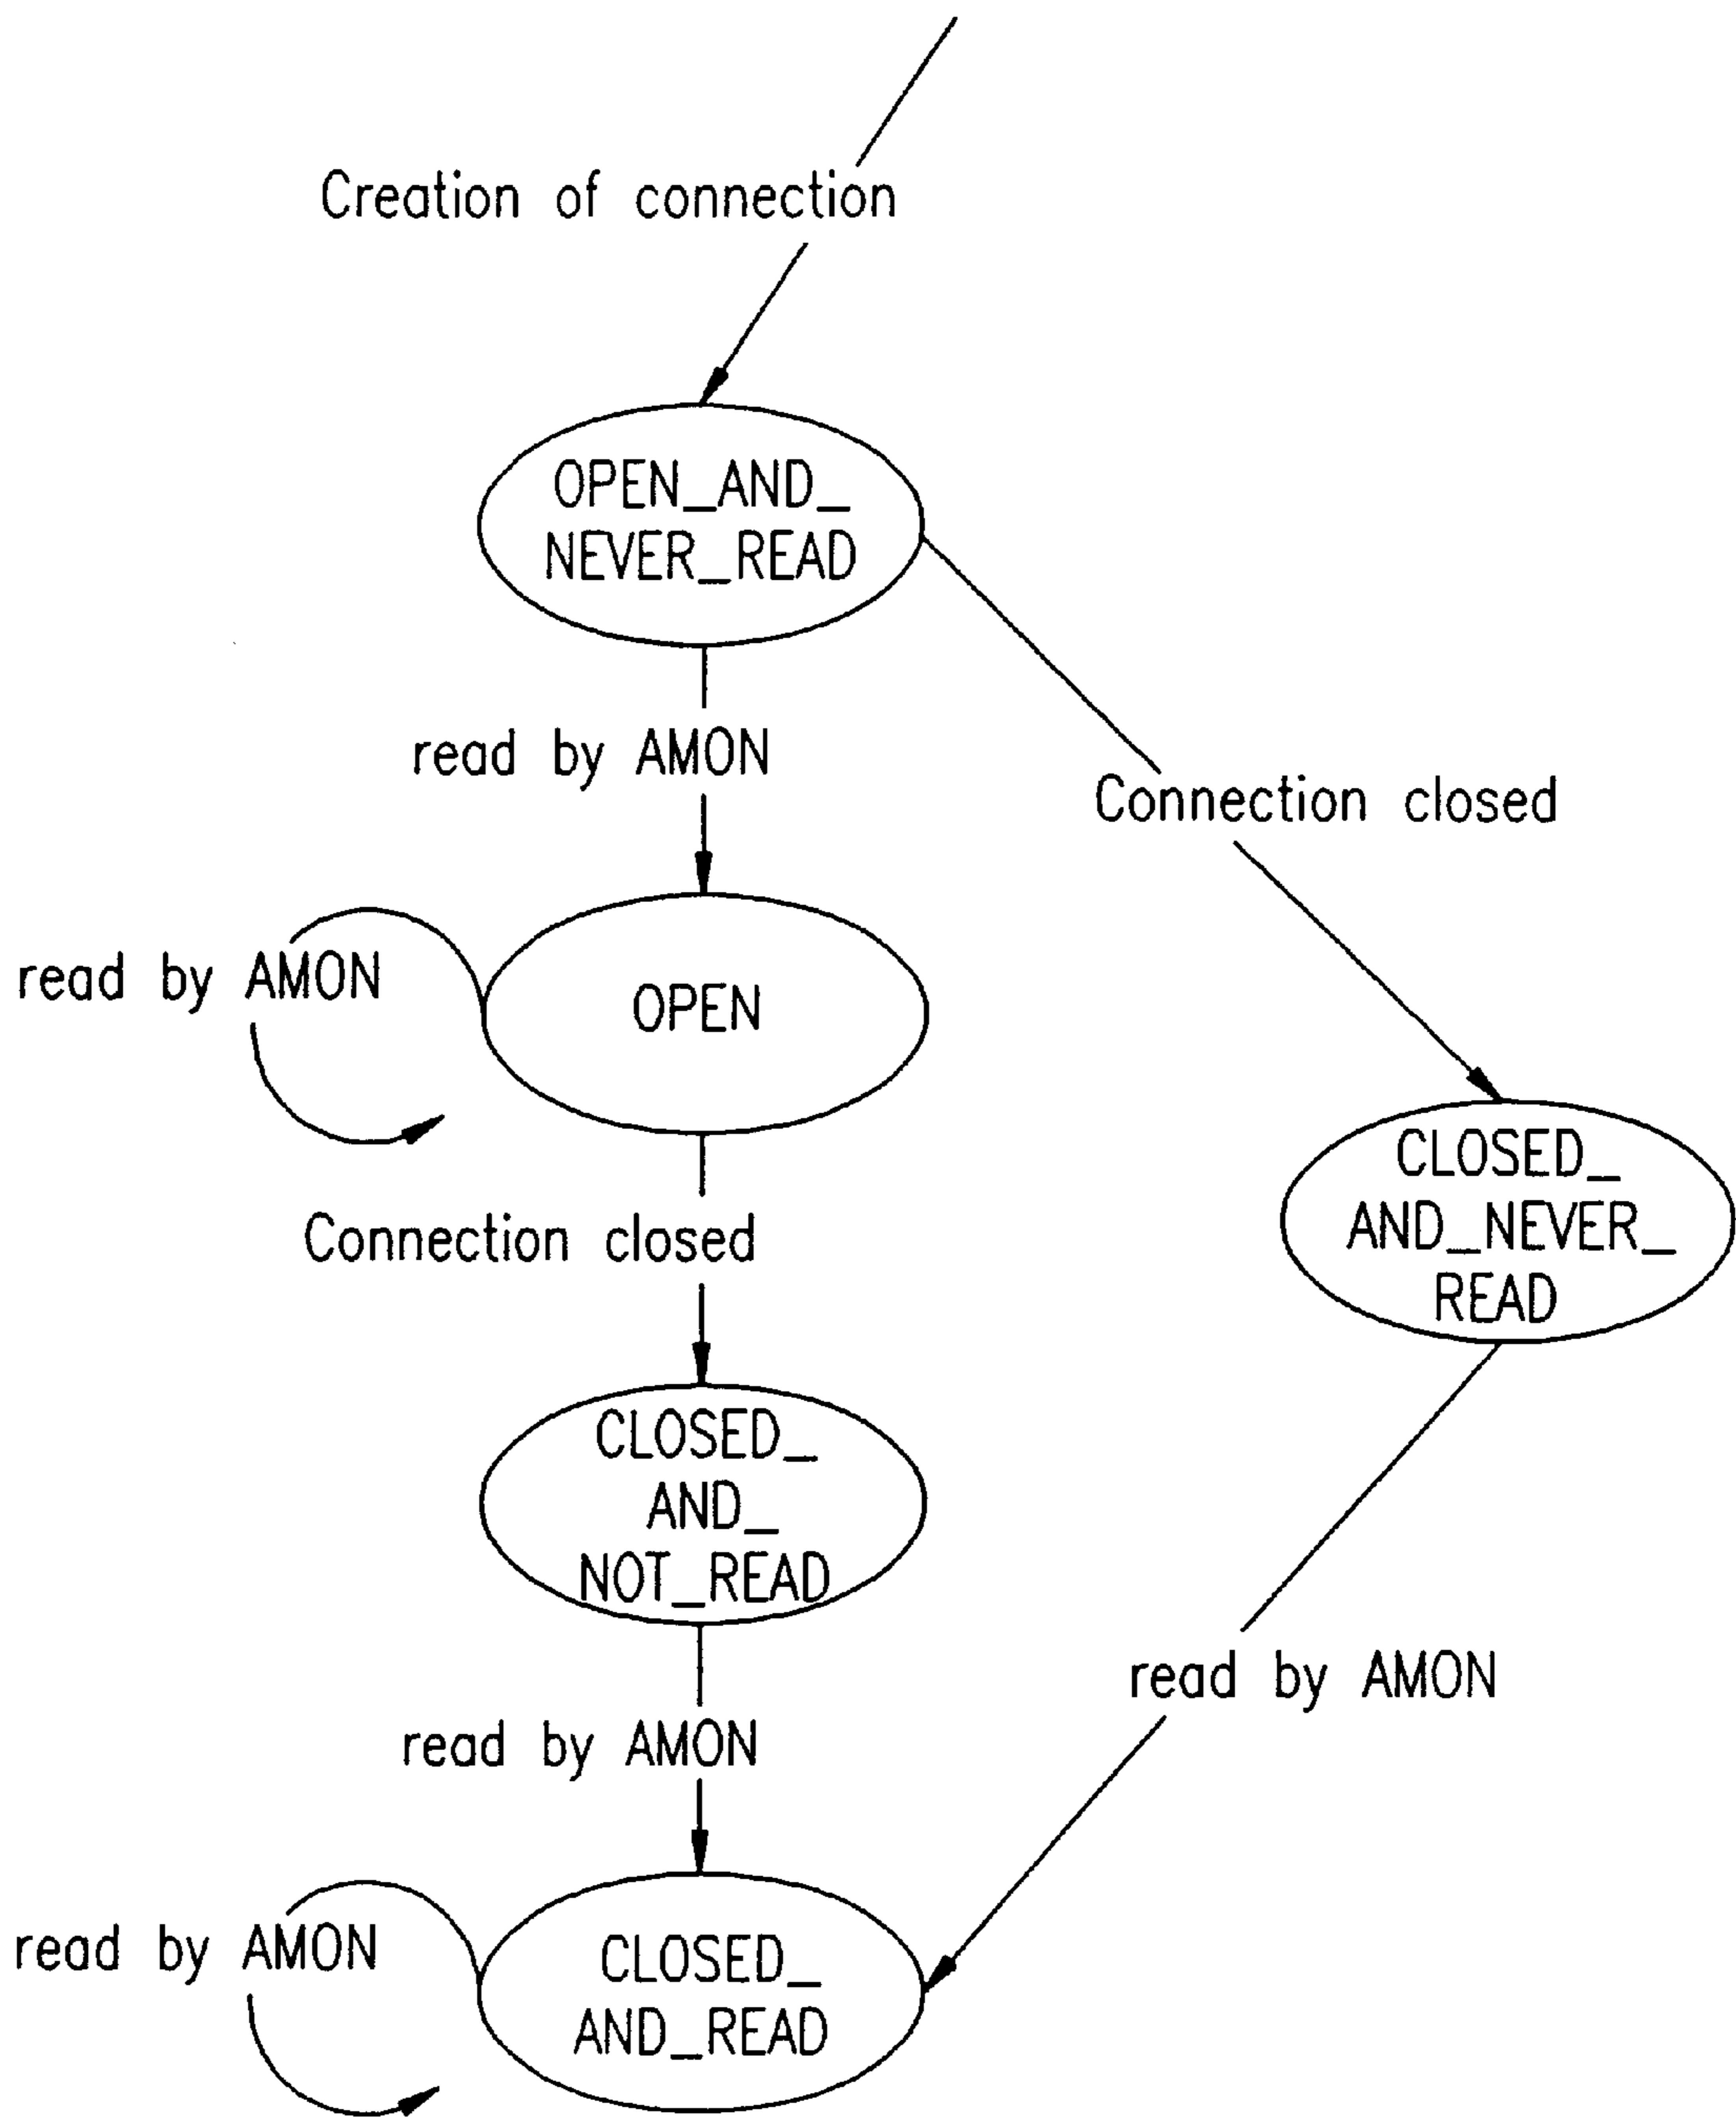 Creation of connection
OPEN_AND_
NEVER_READ
read by AMON
Connection closed
read by AMON
OPEN
CLOSED_
AND_NEVER_
READ
Connection closed
CLOSED_
AND_
NOT_READ
read by AMON
read by AMON
read by AMON
CLOSED_
AND_READ